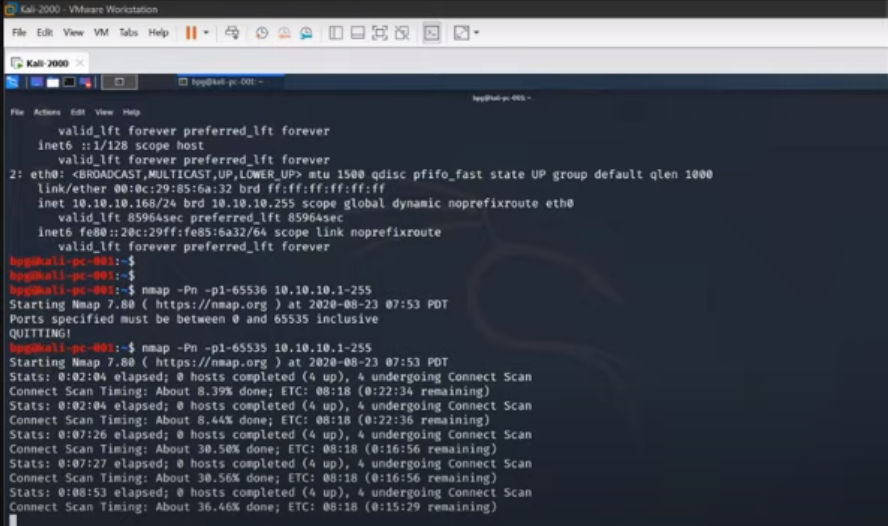 Kali-2000 - VMware Workstation
File Edit View VM Tabs Help
Kali-2000
bpg@kali-pc-001: ~
bpg@kali-pc-001: ~
File Actions Edit View Help
valid_lft forever preferred_lft forever
inet6 ::1/128 scope host
valid_lft forever preferred_lft forever
2: eth0: <BROADCAST,MULTICAST,UP,LOWER_UP> mtu 1500 qdisc pfifo_fast state UP group default qlen 1000
link/ether 00:0c:29:85:6a:32 brd ff:ff:ff:ff:ff:ff
inet 10.10.10.168/24 brd 10.10.10.255 scope global dynamic noprefixroute eth0
valid_lft 85964sec preferred_lft 85964sec
inet6 fe80::20c:29ff:fe85:6a32/64 scope link noprefixroute
valid_lft forever preferred_lft forever
bpg@kali-pc-001:~$
bpg@kali-pc-001:~$
bpg@kali-pc-001:~$ nmap -Pn -p1-65536 10.10.10.1-255
Starting Nmap 7.80 ( https://nmap.org ) at 2020-08-23 07:53 PDT
Ports specified must be between 0 and 65535 inclusive
QUITTING!
bpg@kali-pc-001:~$ nmap -Pn -p1-65535 10.10.10.1-255
Starting Nmap 7.80 ( https://nmap.org ) at 2020-08-23 07:53 PDT
Stats: 0:02:04 elapsed; 0 hosts completed (4 up), 4 undergoing Connect Scan
Connect Scan Timing: About 8.39% done; ETC: 08:18 (0:22:34 remaining)
Stats: 0:02:04 elapsed; 0 hosts completed (4 up), 4 undergoing Connect Scan
Connect Scan Timing: About 8.44% done; ETC: 08:18 (0:22:36 remaining)
Stats: 0:07:26 elapsed; 0 hosts completed (4 up), 4 undergoing Connect Scan
Connect Scan Timing: About 30.50% done; ETC: 08:18 (0:16:56 remaining)
Stats: 0:07:27 elapsed; 0 hosts completed (4 up), 4 undergoing Connect Scan
Connect Scan Timing: About 30.56% done; ETC: 08:18 (0:16:56 remaining)
Stats: 0:08:53 elapsed; 0 hosts completed (4 up), 4 undergoing Connect Scan
Connect Scan Timing: About 36.46% done; ETC: 08:18 (0:15:29 remaining)